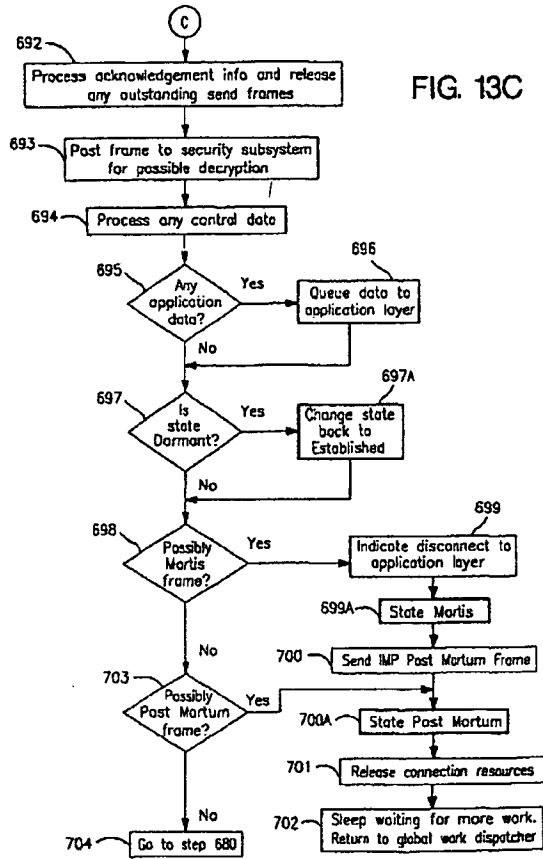 C
FIG. 13C
692
Process acknowledgement info and release
any outstanding send frames
693
Post frame to security subsystem
for possible decryption
694
Process any control data
695
Any
application
data?
Yes
No
696
Queue data to
application layer
697
Is
state
Dormant?
Yes
No
697A
Change state
back to
Established
698
Possibly
Mortis
frame?
Yes
No
699
Indicate disconnect to
application layer
699A
State Mortis
700
Send IMP Post Mortum Frame
703
Possibly
Post Mortum
frame?
Yes
No
700A
State Post Mortum
701
Release connection resources
702
Sleep waiting for more work.
Return to global work dispatcher
704
Go to step 680